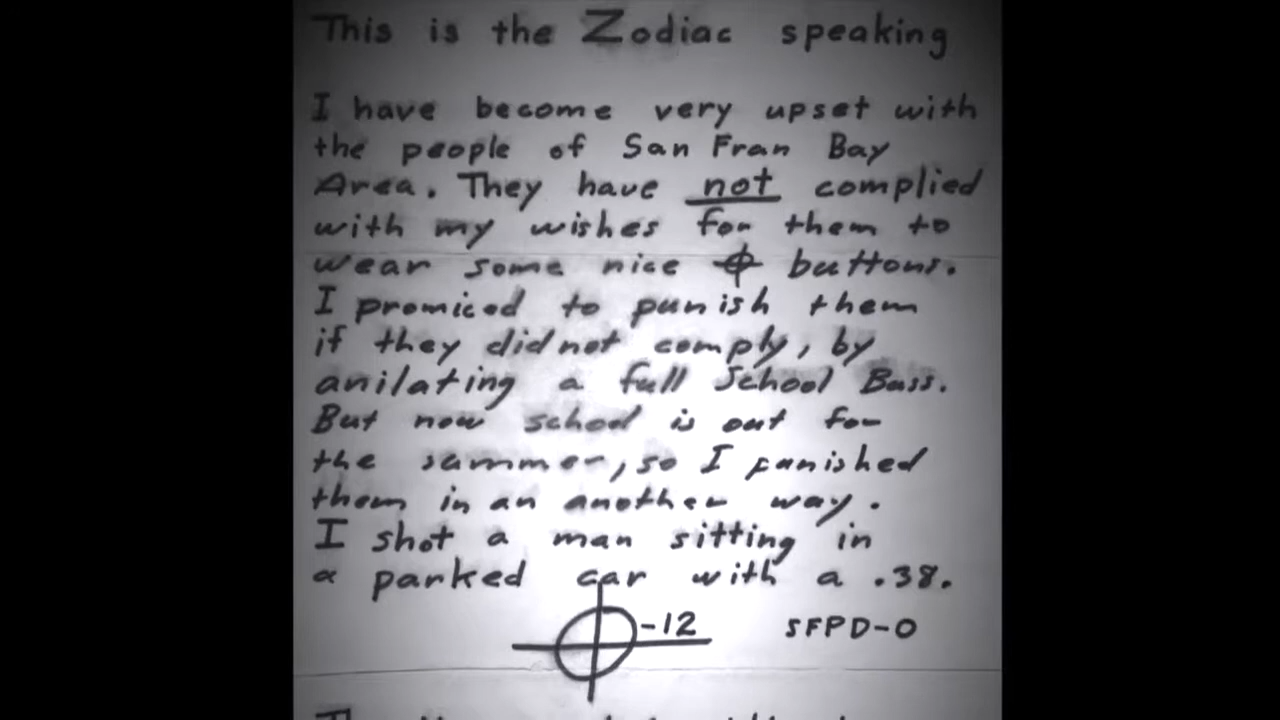 This is the Zodiac speaking
I have become very upset with
the people of San Fran Bay
Area. They have not complied
with my wishes for them to
wear some nice ⌖ buttons.
I promiced to punish them
if they did not comply, by
anilating a full School Buss.
But now school is out for
the summer, so I punished
them in an another way.
I shot a man sitting in
a parked car with a .38.
⌖-12 SFPD-0